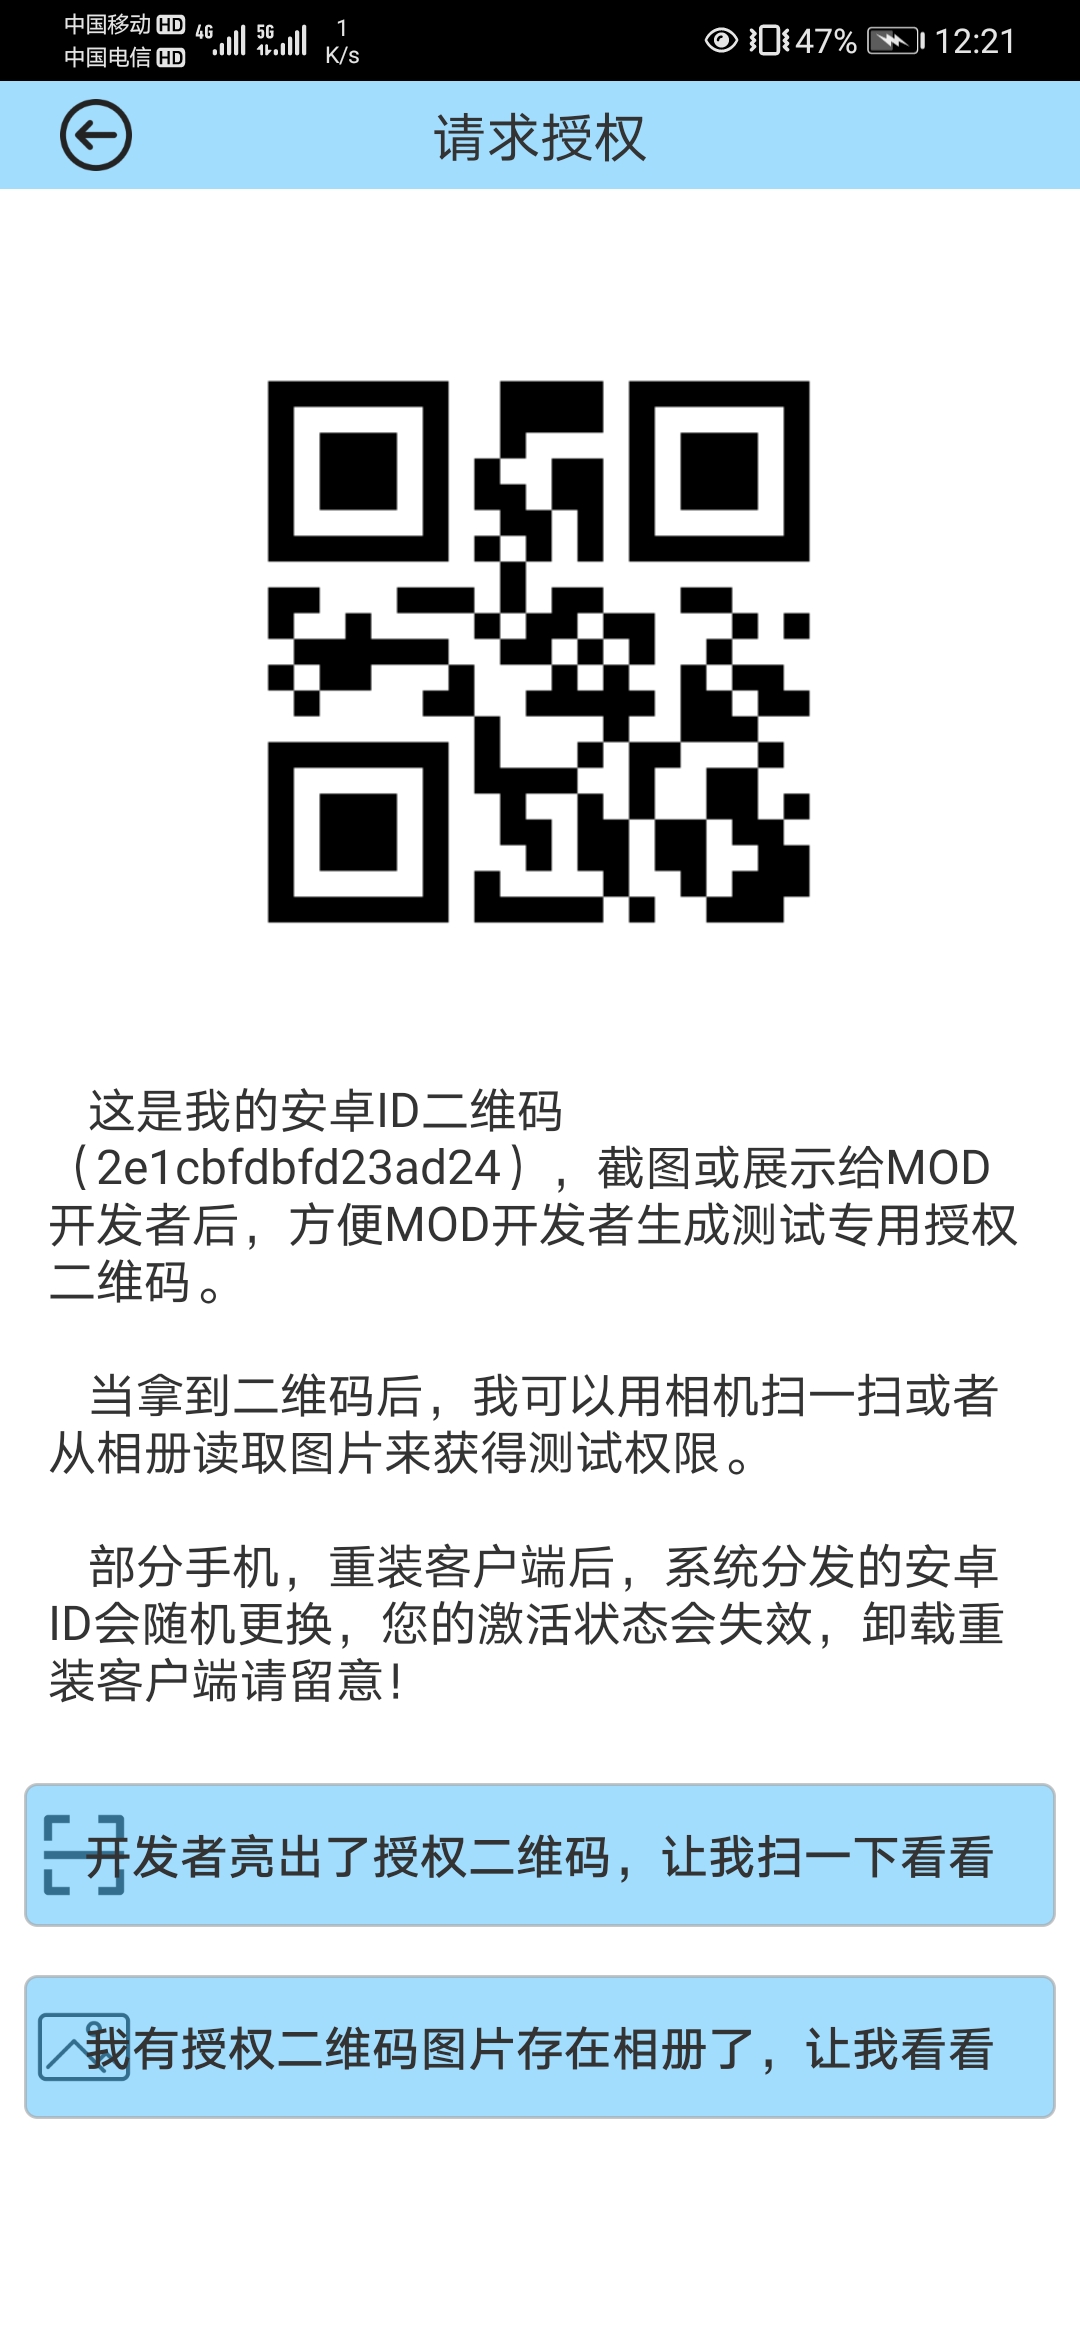 中国移动 HD 4G 5G 1 47% 12:21
中国电信 HD K/s
请求授权
这是我的安卓ID二维码
（2e1cbfdbfd23ad24），截图或展示给MOD
开发者后，方便MOD开发者生成测试专用授权
二维码。
当拿到二维码后，我可以用相机扫一扫或者
从相册读取图片来获得测试权限。
部分手机，重装客户端后，系统分发的安卓
ID会随机更换，您的激活状态会失效，卸载重
装客户端请留意！
开发者亮出了授权二维码，让我扫一下看看
我有授权二维码图片存在相册了，让我看看